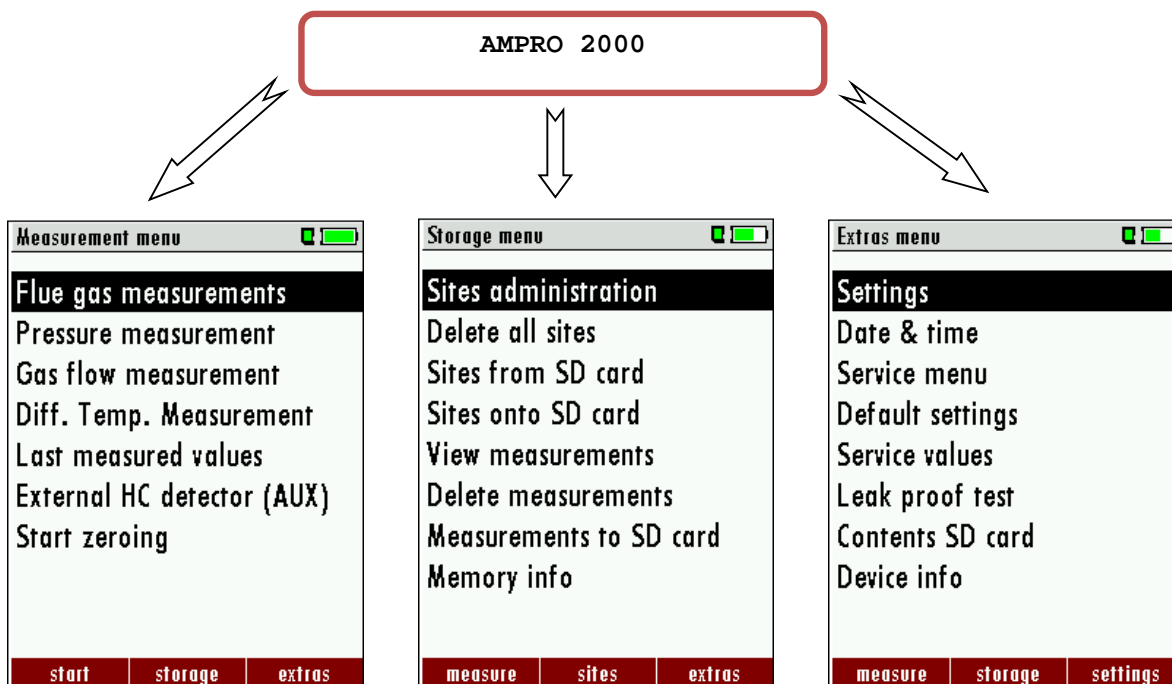 AMPRO 2000
Measurement menu
Flue gas measurements
Pressure measurement
Gas flow measurement
Diff. Temp. Measurement
Last measured values
External HC detector (AUX)
Start zeroing
start storage extras
Storage menu
Sites administration
Delete all sites
Sites from SD card
Sites onto SD card
View measurements
Delete measurements
Measurements to SD card
Memory info
measure sites extras
Extras menu
Settings
Date & time
Service menu
Default settings
Service values
Leak proof test
Contents SD card
Device info
measure storage settings